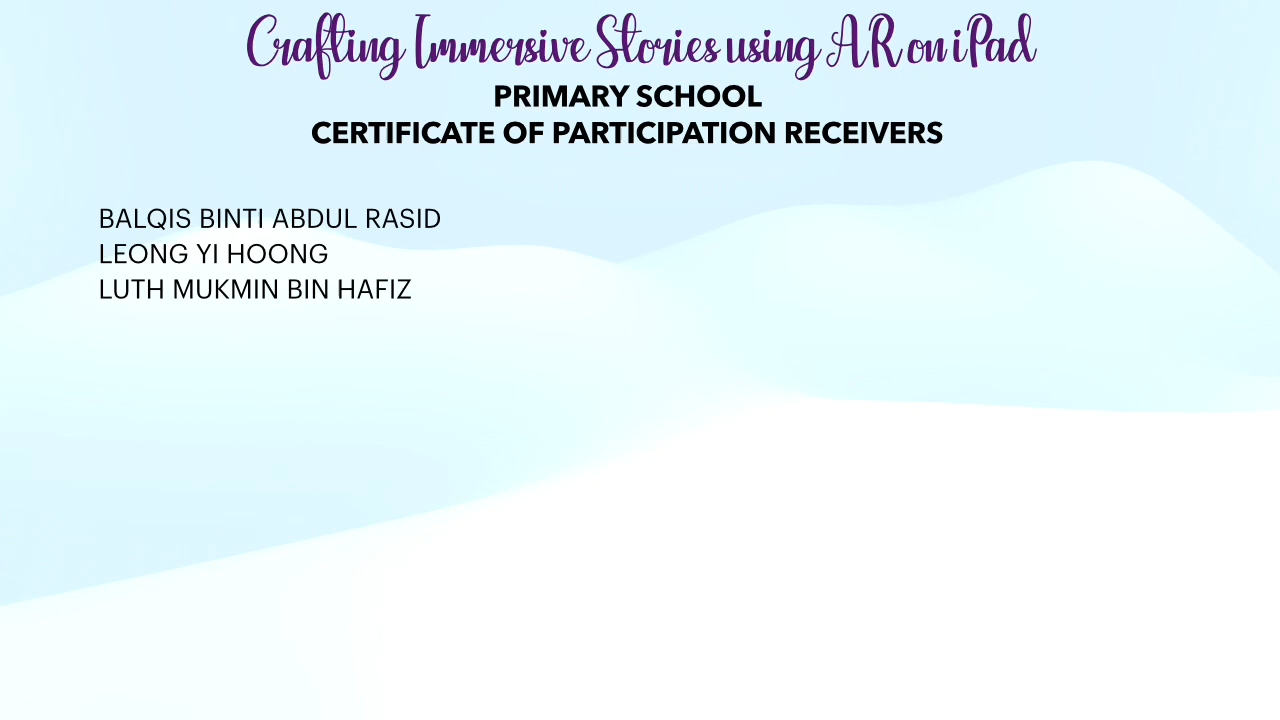 Crafting Immersive Stories using AR on iPad
PRIMARY SCHOOL
CERTIFICATE OF PARTICIPATION RECEIVERS
BALQIS BINTI ABDUL RASID
LEONG YI HOONG
LUTH MUKMIN BIN HAFIZ